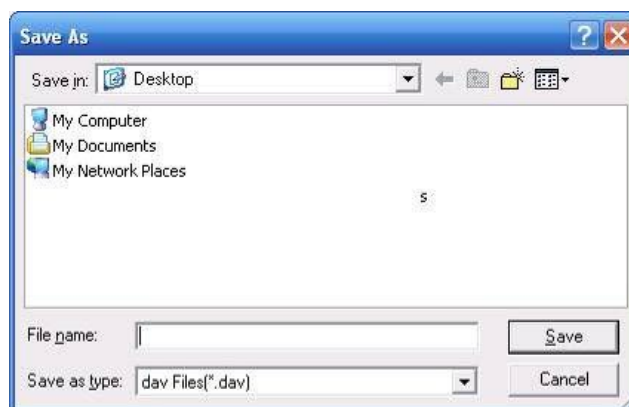 Save As
Save in: Desktop
My Computer
My Documents
My Network Places
s
File name:
Save
Save as type: dav Files(*.dav)
Cancel